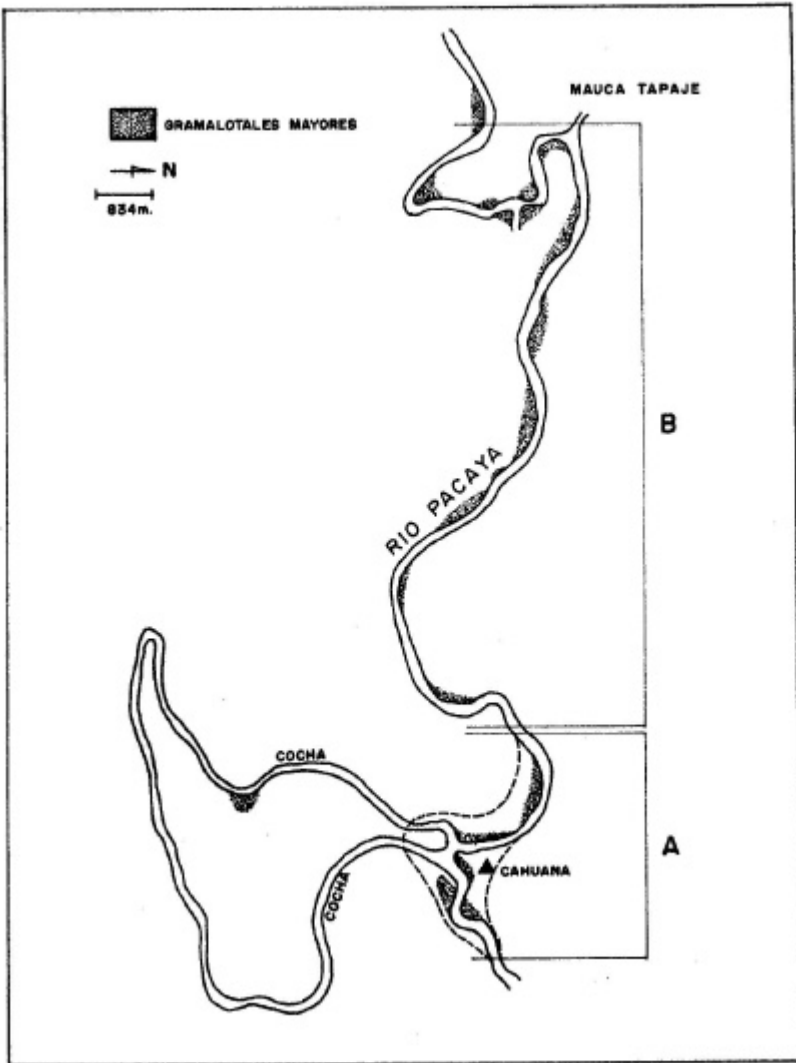 MAUCA TAPAJE
GRAMALOTALES MAYORES
N
834m.
B
RIO PACAYA
COCHA
A
CAHUANA
COCHA